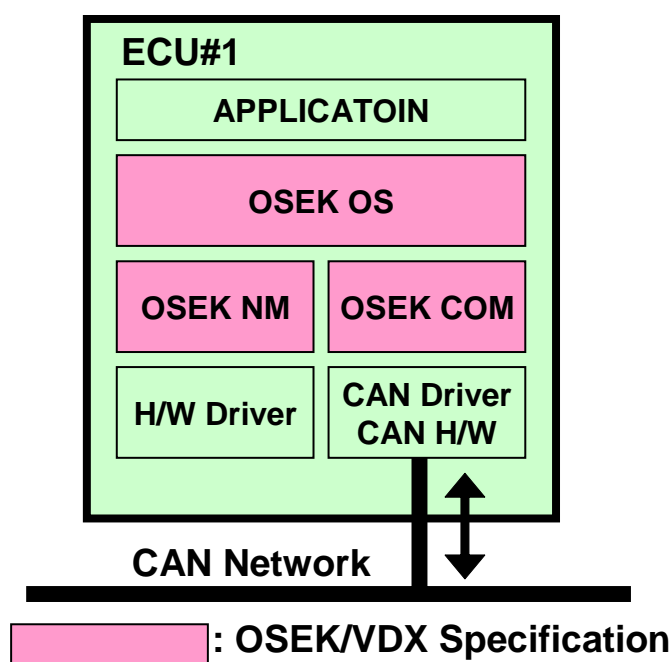 ECU#1
APPLICATOIN
OSEK OS
OSEK NM
OSEK COM
H/W Driver
CAN Driver
CAN H/W
CAN Network
: OSEK/VDX Specification